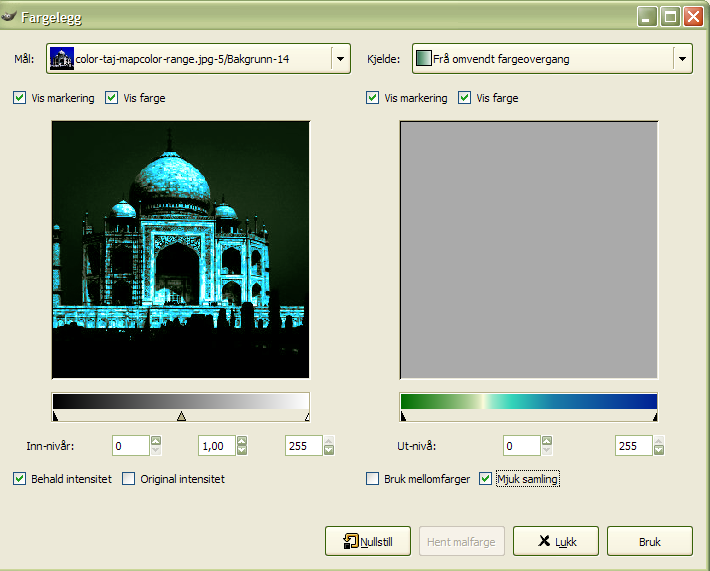 Fargelegg
Mål: color-taj-mapcolor-range.jpg-5/Bakgrunn-14 Kjelde: Frå omvendt fargeovergang
Vis markering Vis farge Vis markering Vis farge
Inn-nivår: 0 1,00 255 Ut-nivå: 0 255
Behald intensitet Original intensitet Bruk mellomfarger Mjuk samling
Nullstill Hent malfarge Lukk Bruk